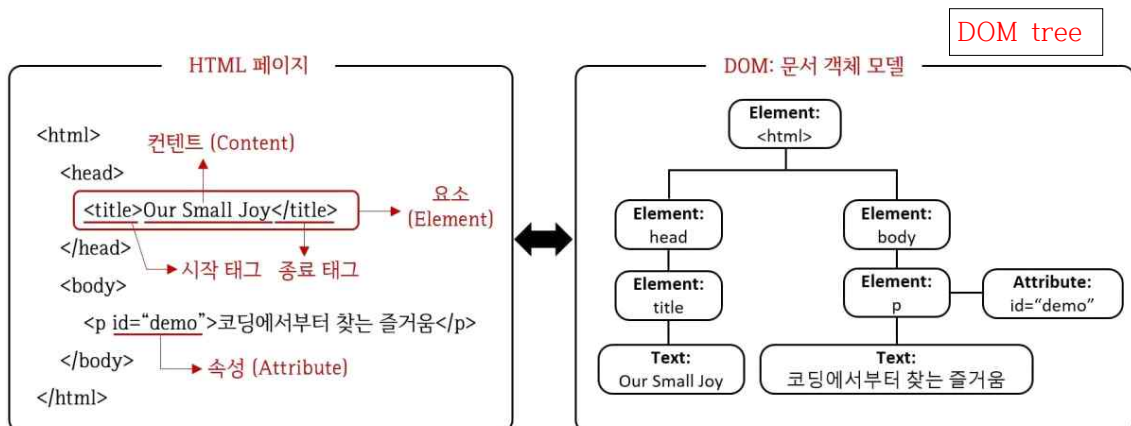 DOM tree
HTML 페이지
<html>
컨텐트 (Content)
<head>
<title>Our Small Joy</title>
요소
(Element)
</head>
시작 태그
종료 태그
<body>
<p id=“demo”>코딩에서부터 찾는 즐거움</p>
</body>
속성 (Attribute)
</html>
DOM: 문서 객체 모델
Element:
<html>
Element:
head
Element:
body
Element:
title
Element:
p
Attribute:
id=“demo”
Text:
Our Small Joy
Text:
코딩에서부터 찾는 즐거움